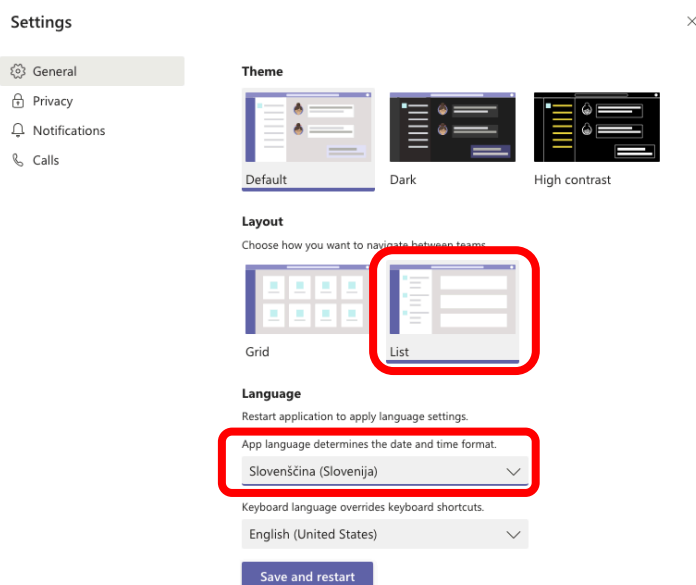 Settings
General
Privacy
Notifications
Calls
Theme
Default
Dark
High contrast
Layout
Choose how you want to navigate between teams.
Grid
List
Language
Restart application to apply language settings.
App language determines the date and time format.
Slovenščina (Slovenija)
Keyboard language overrides keyboard shortcuts.
English (United States)
Save and restart